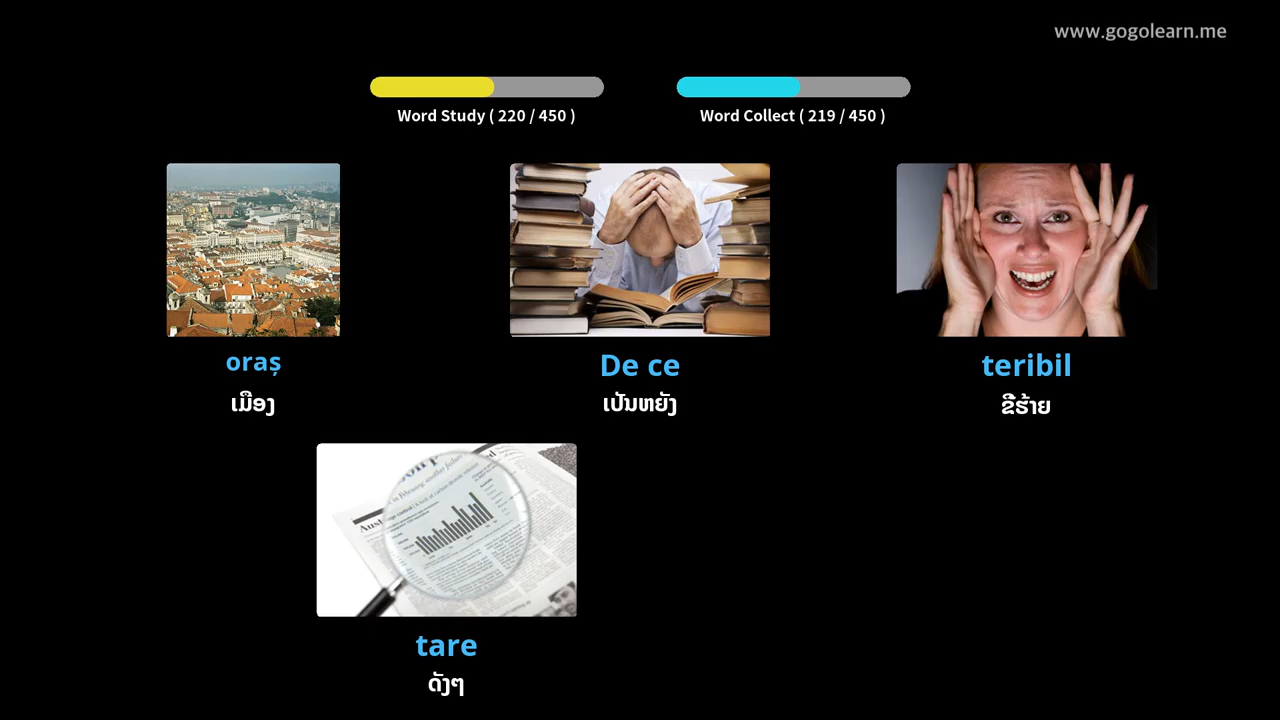 www.gogolearn.me
Word Study ( 220 / 450 )
Word Collect ( 219 / 450 )
oraș
ເມືອງ
De ce
ເປັນຫຍັງ
teribil
ຂີ້ຮ້າຍ
tare
ດັງໆ